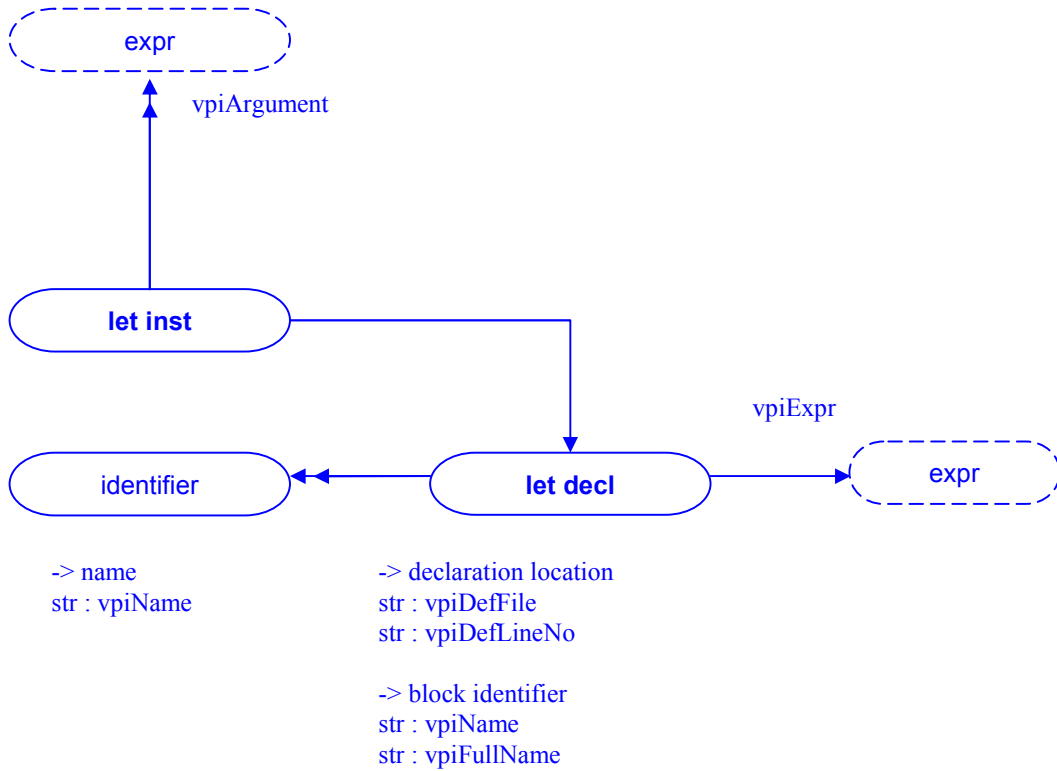 expr
vpiArgument
let inst
vpiExpr
identifier
let decl
expr
-> name
str : vpiName
-> declaration location
str : vpiDefFile
str : vpiDefLineNo
-> block identifier
str : vpiName
str : vpiFullName